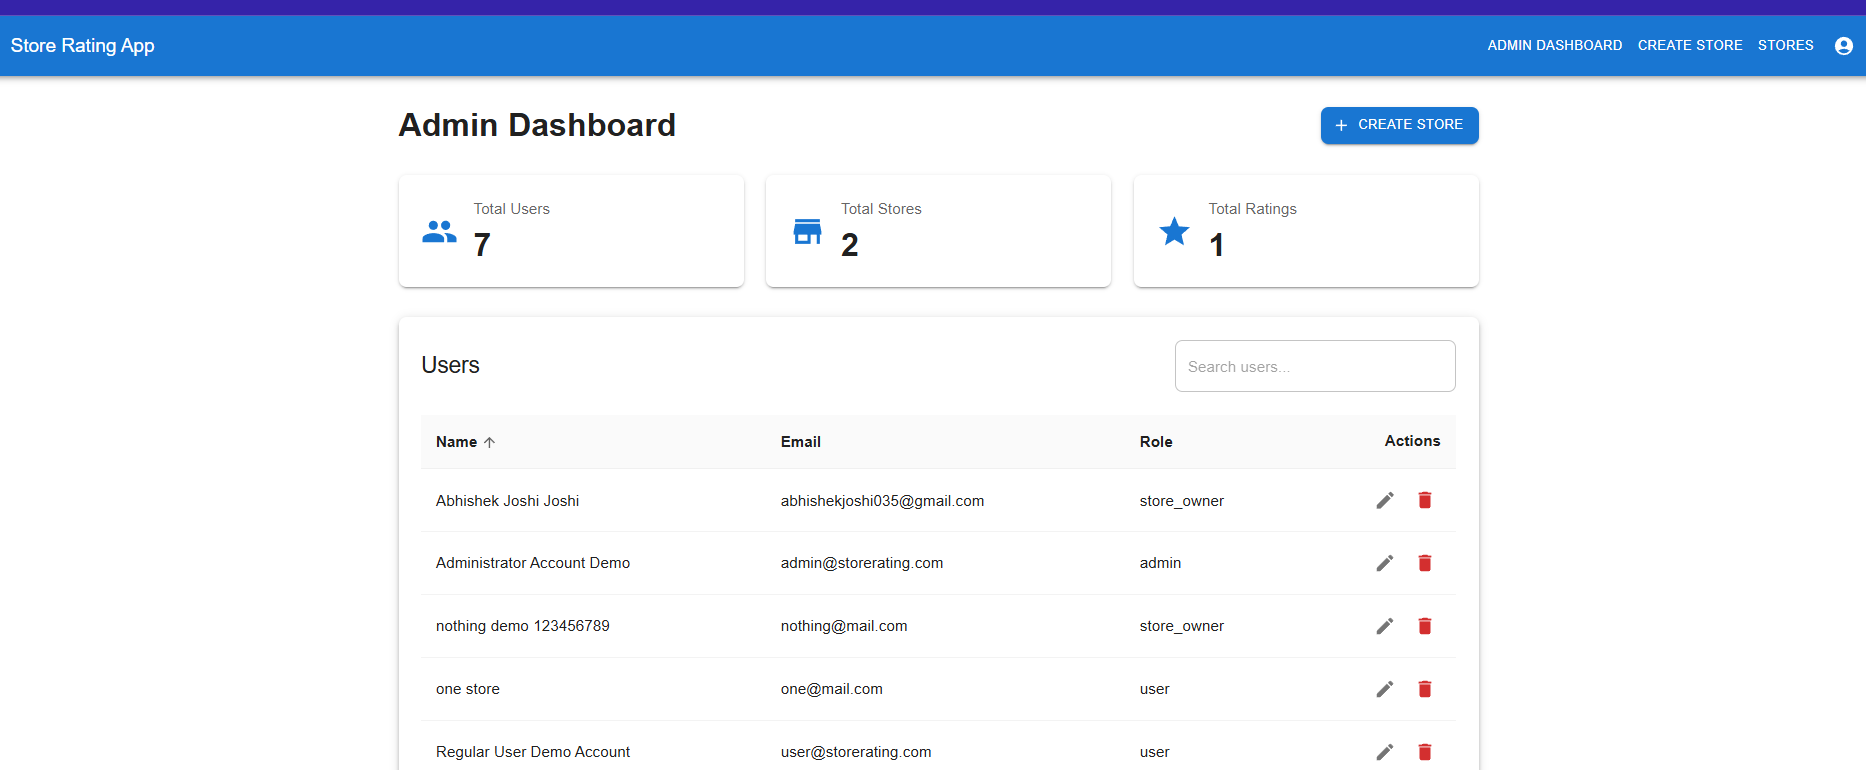 Store Rating App
ADMIN DASHBOARD CREATE STORE STORES
Admin Dashboard
CREATE STORE
Total Users
7
Total Stores
2
Total Ratings
1
Users
Search users...
Name Email Role Actions
Abhishek Joshi Joshi abhishekjoshi035@gmail.com store_owner
Administrator Account Demo admin@storerating.com admin
nothing demo 123456789 nothing@mail.com store_owner
one store one@mail.com user
Regular User Demo Account user@storerating.com user